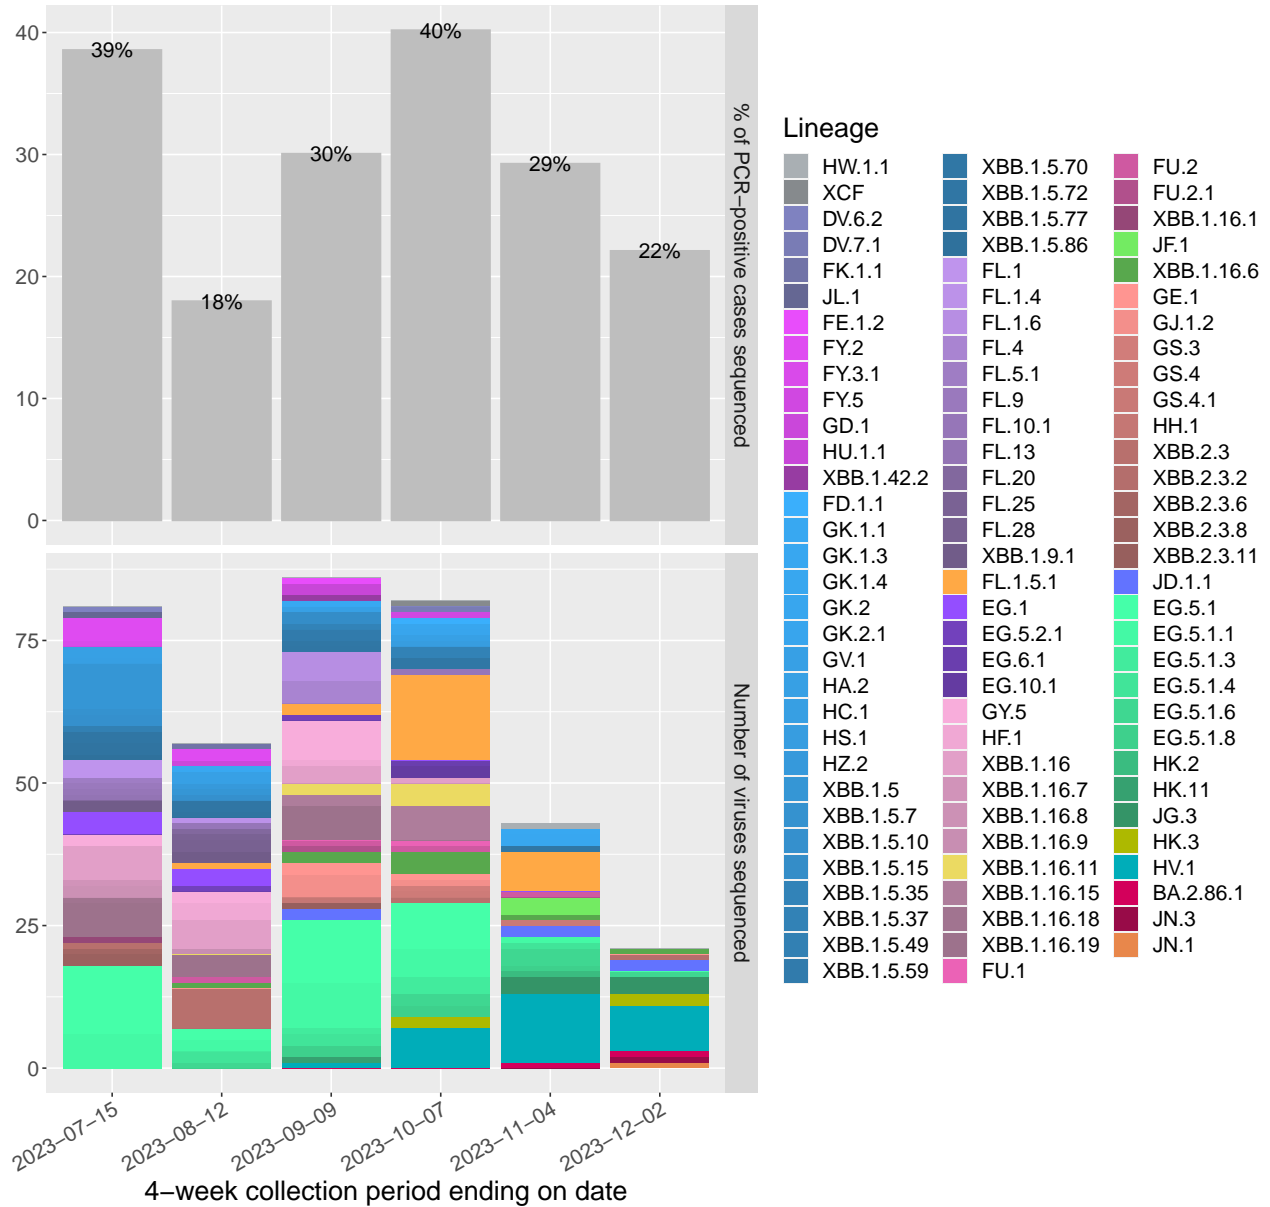 40
30
20
10
0
39%
18%
30%
40%
29%
22%
% of PCR−positive cases sequenced
75
50
25
0
Number of viruses sequenced
2023−07−15
2023−08−12
2023−09−09
2023−10−07
2023−11−04
2023−12−02
4−week collection period ending on date
Lineage
HW.1.1
XCF
DV.6.2
DV.7.1
FK.1.1
JL.1
FE.1.2
FY.2
FY.3.1
FY.5
GD.1
HU.1.1
XBB.1.42.2
FD.1.1
GK.1.1
GK.1.3
GK.1.4
GK.2
GK.2.1
GV.1
HA.2
HC.1
HS.1
HZ.2
XBB.1.5
XBB.1.5.7
XBB.1.5.10
XBB.1.5.15
XBB.1.5.35
XBB.1.5.37
XBB.1.5.49
XBB.1.5.59
XBB.1.5.70
XBB.1.5.72
XBB.1.5.77
XBB.1.5.86
FL.1
FL.1.4
FL.1.6
FL.4
FL.5.1
FL.9
FL.10.1
FL.13
FL.20
FL.25
FL.28
XBB.1.9.1
FL.1.5.1
EG.1
EG.5.2.1
EG.6.1
EG.10.1
GY.5
HF.1
XBB.1.16
XBB.1.16.7
XBB.1.16.8
XBB.1.16.9
XBB.1.16.11
XBB.1.16.15
XBB.1.16.18
XBB.1.16.19
FU.1
FU.2
FU.2.1
XBB.1.16.1
JF.1
XBB.1.16.6
GE.1
GJ.1.2
GS.3
GS.4
GS.4.1
HH.1
XBB.2.3
XBB.2.3.2
XBB.2.3.6
XBB.2.3.8
XBB.2.3.11
JD.1.1
EG.5.1
EG.5.1.1
EG.5.1.3
EG.5.1.4
EG.5.1.6
EG.5.1.8
HK.2
HK.11
JG.3
HK.3
HV.1
BA.2.86.1
JN.3
JN.1